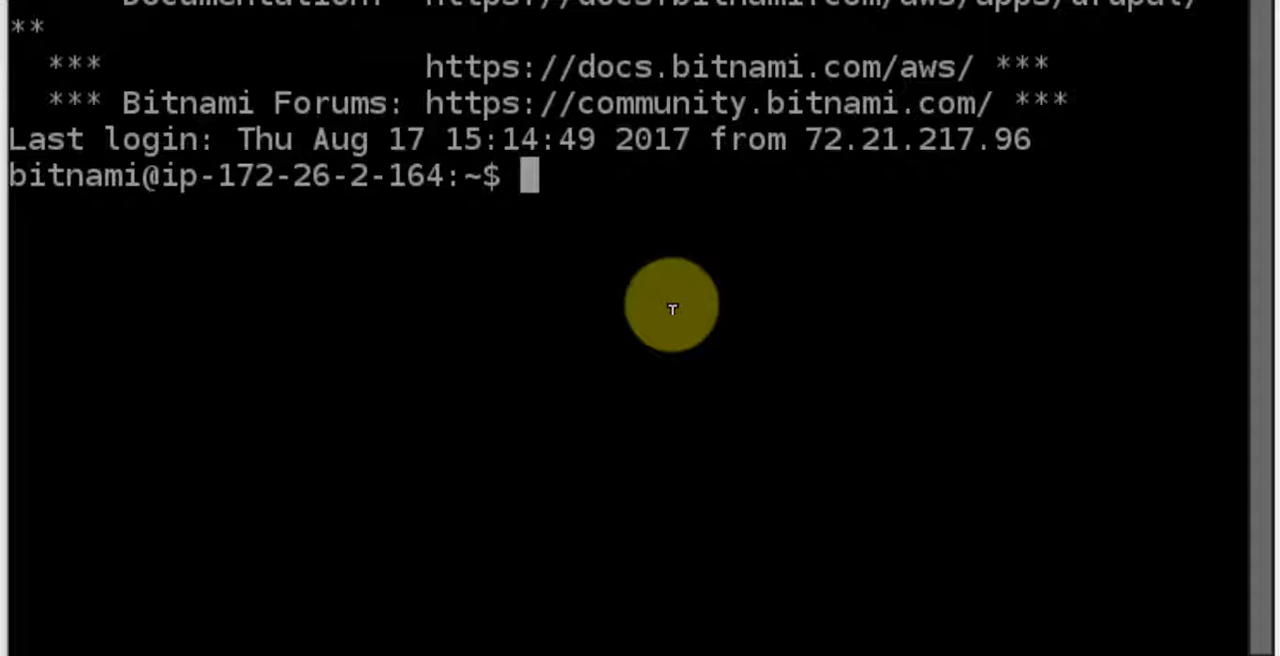 Documentation: https://docs.bitnami.com/aws/apps/drupal/
**
*** https://docs.bitnami.com/aws/ ***
*** Bitnami Forums: https://community.bitnami.com/ ***
Last login: Thu Aug 17 15:14:49 2017 from 72.21.217.96
bitnami@ip-172-26-2-164:~$